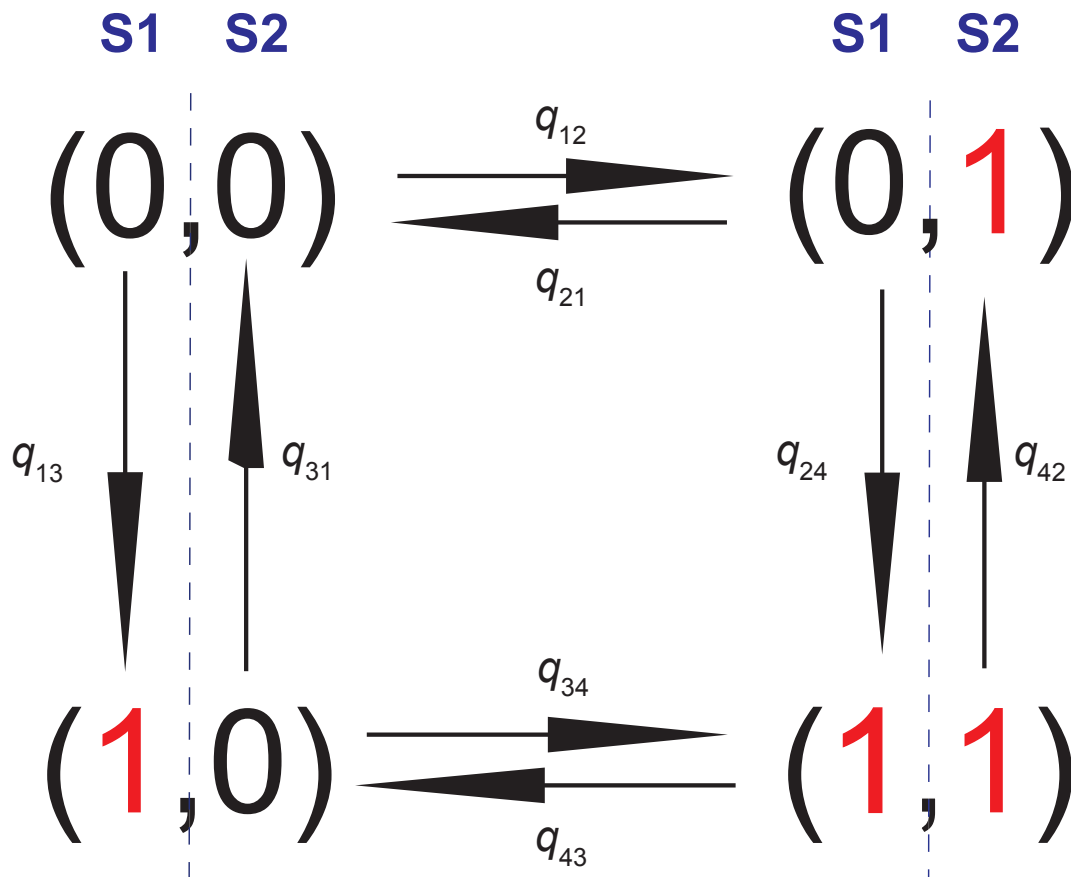 S1 S2 S1 S2
q12
(0,0) (0,1)
q21
q13 q31 q24 q42
q34
(1,0) (1,1)
q43